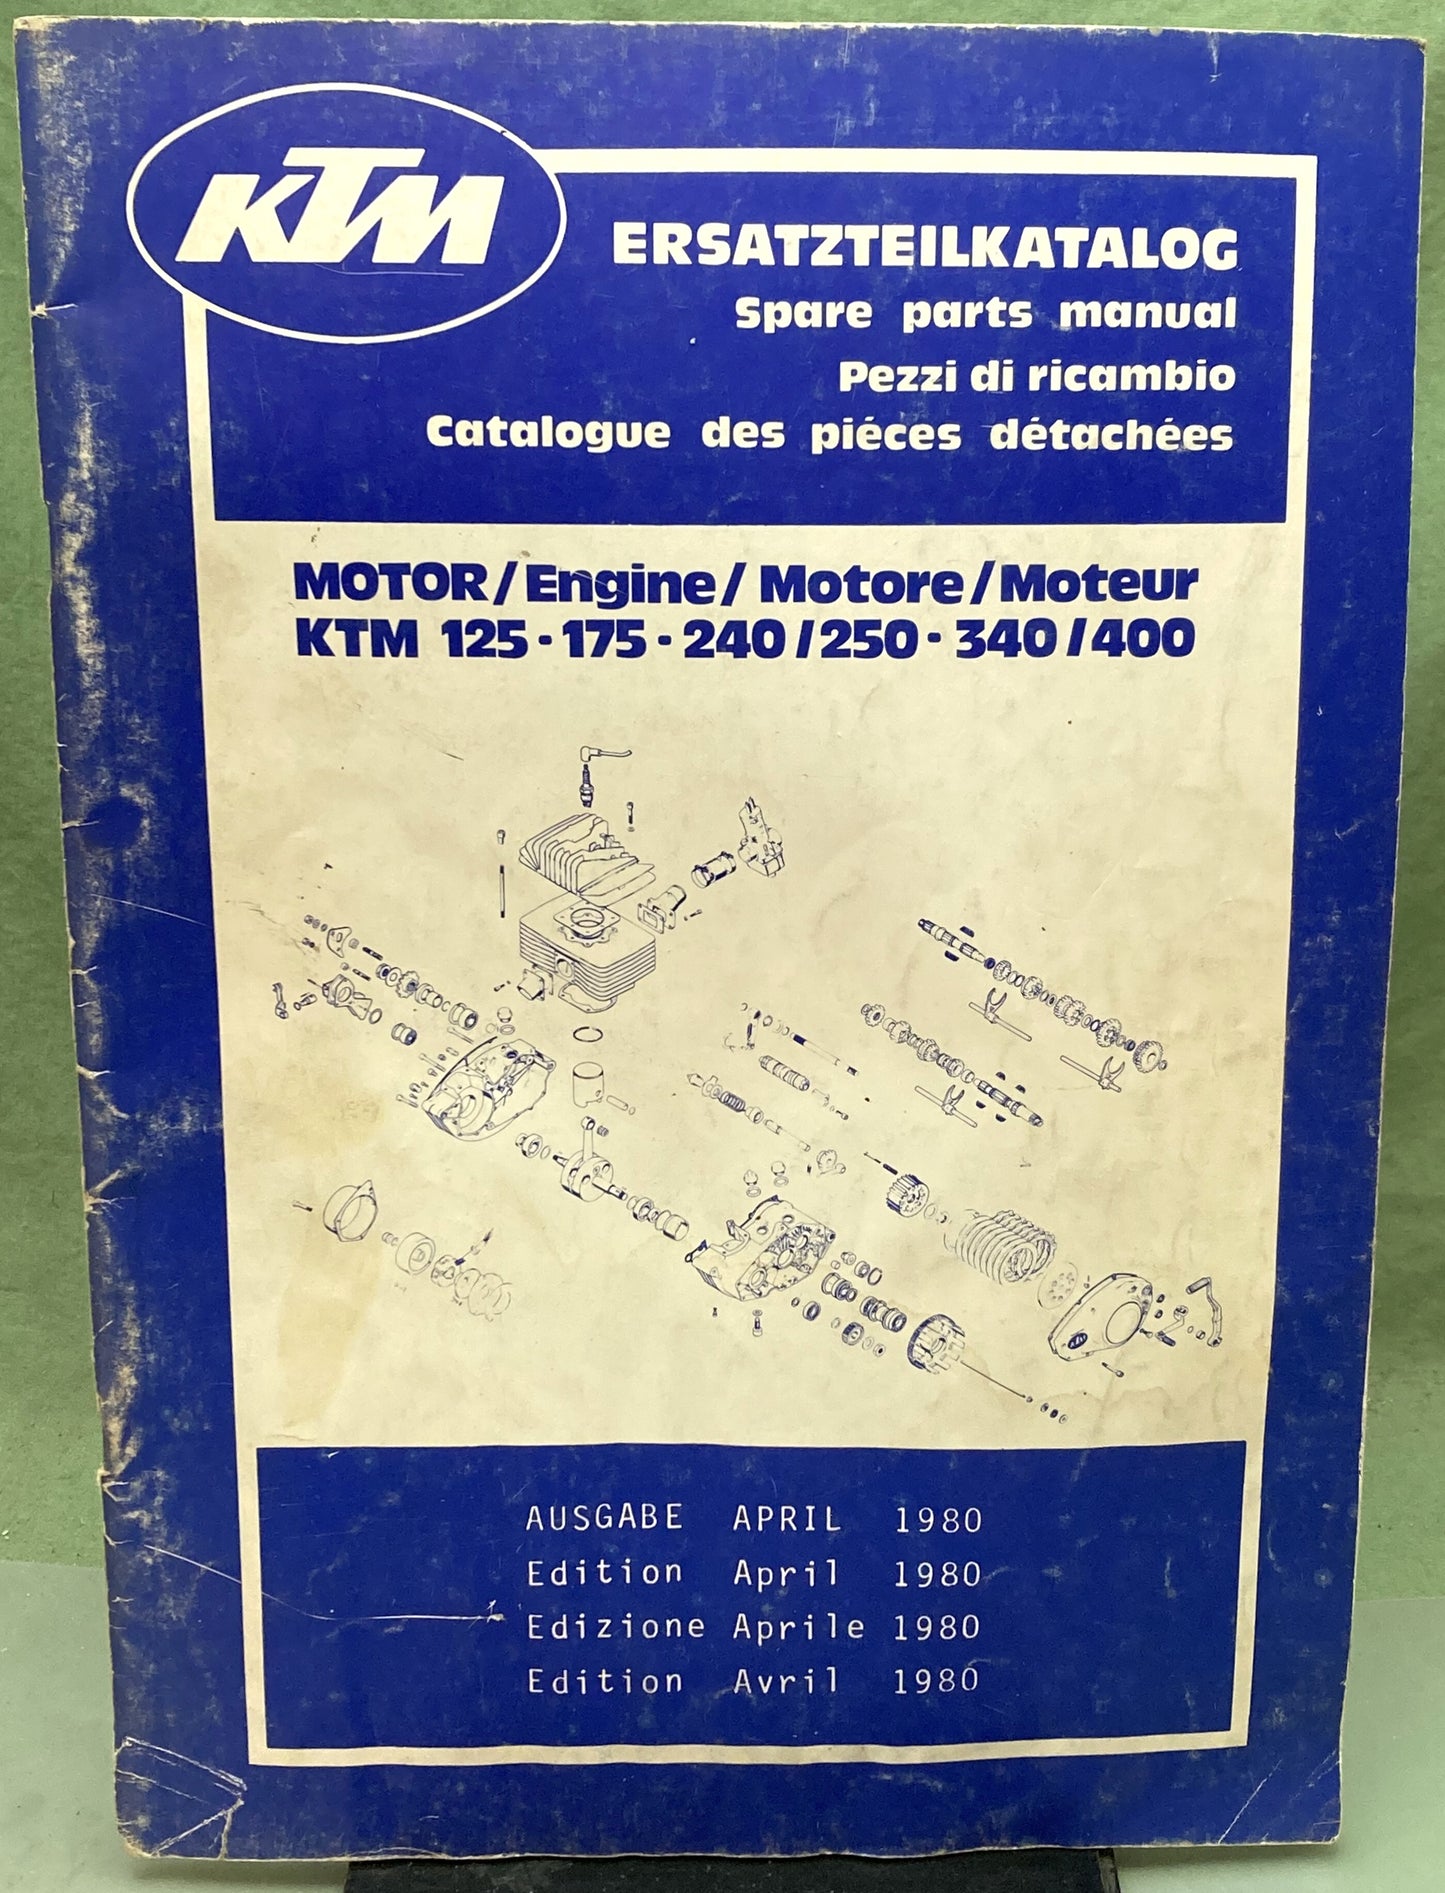 KTM
ERSATZTEILKATALOG
Spare parts manual
Pezzi di ricambio
Catalogue des piéces détachées
MOTOR/Engine/Motore/Moteur
KTM 125-175-240/250-340/400
AUSGABE APRIL 1980
Edition April 1980
Edizione Aprile 1980
Edition Avril 1980